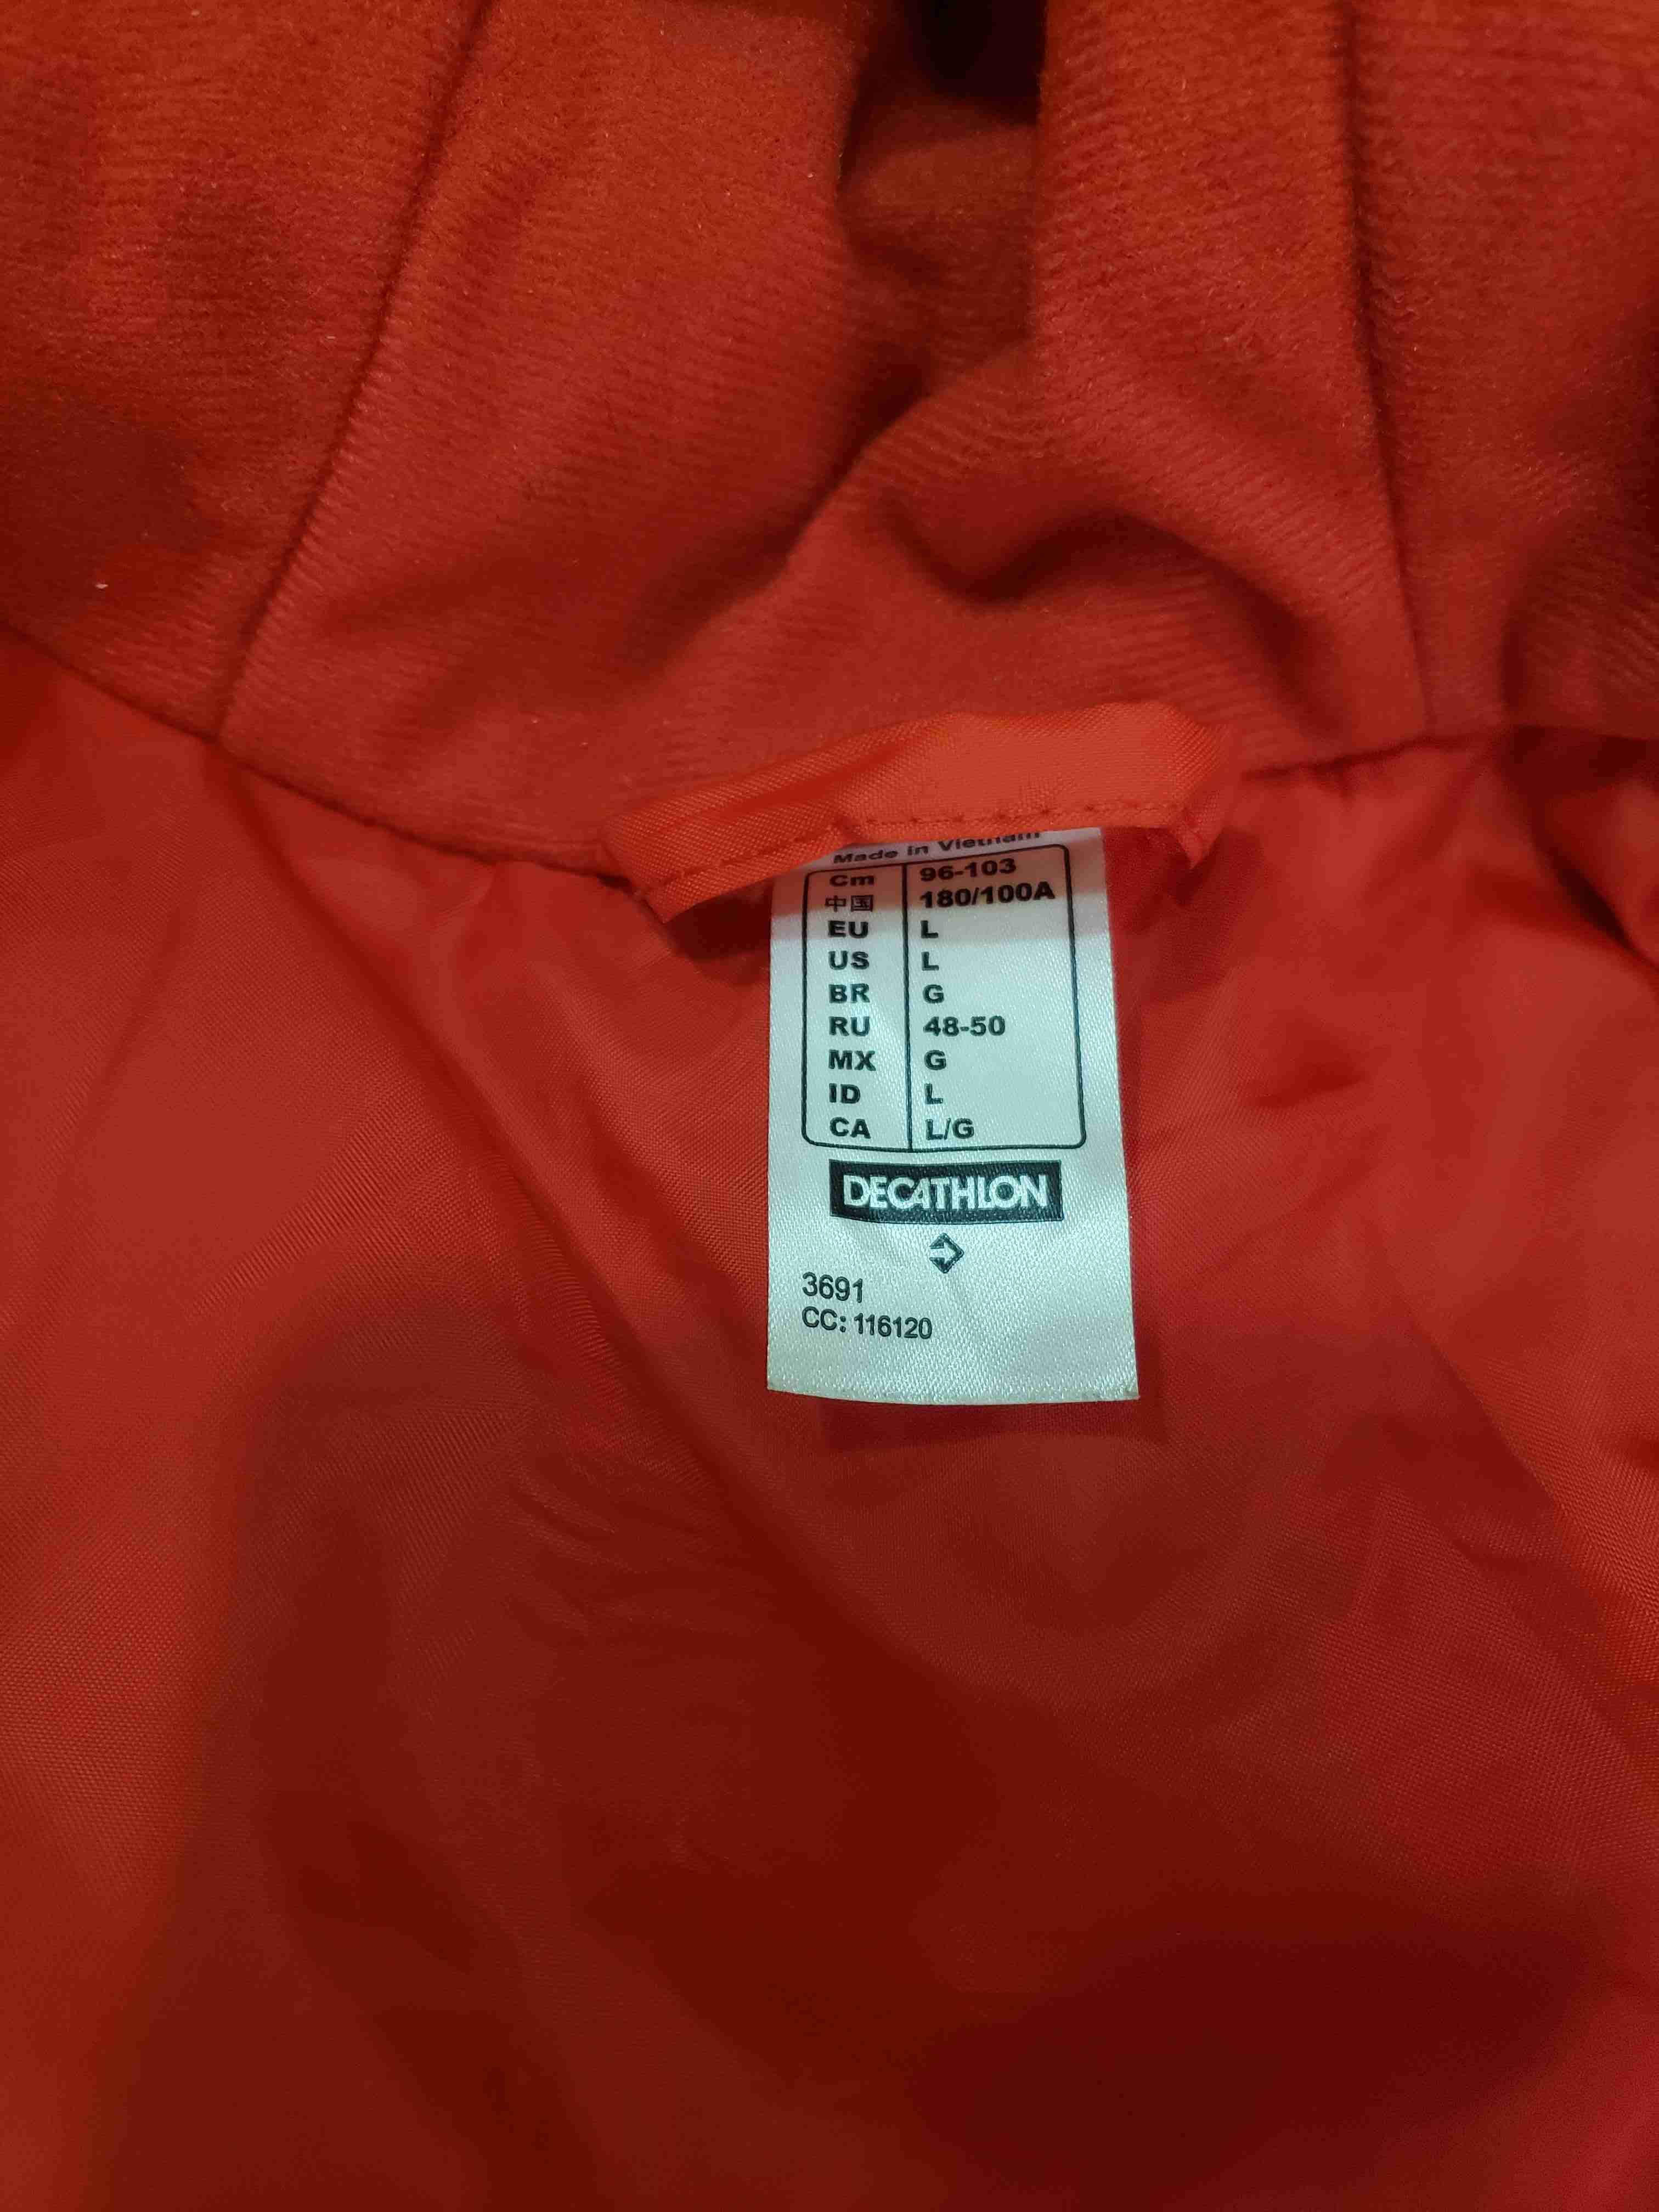 Made in Vietnam
Cm 96-103
中国 180/100A
EU L
US L
BR G
RU 48-50
MX G
ID L
CA L/G
DECATHLON
3691
CC: 116120